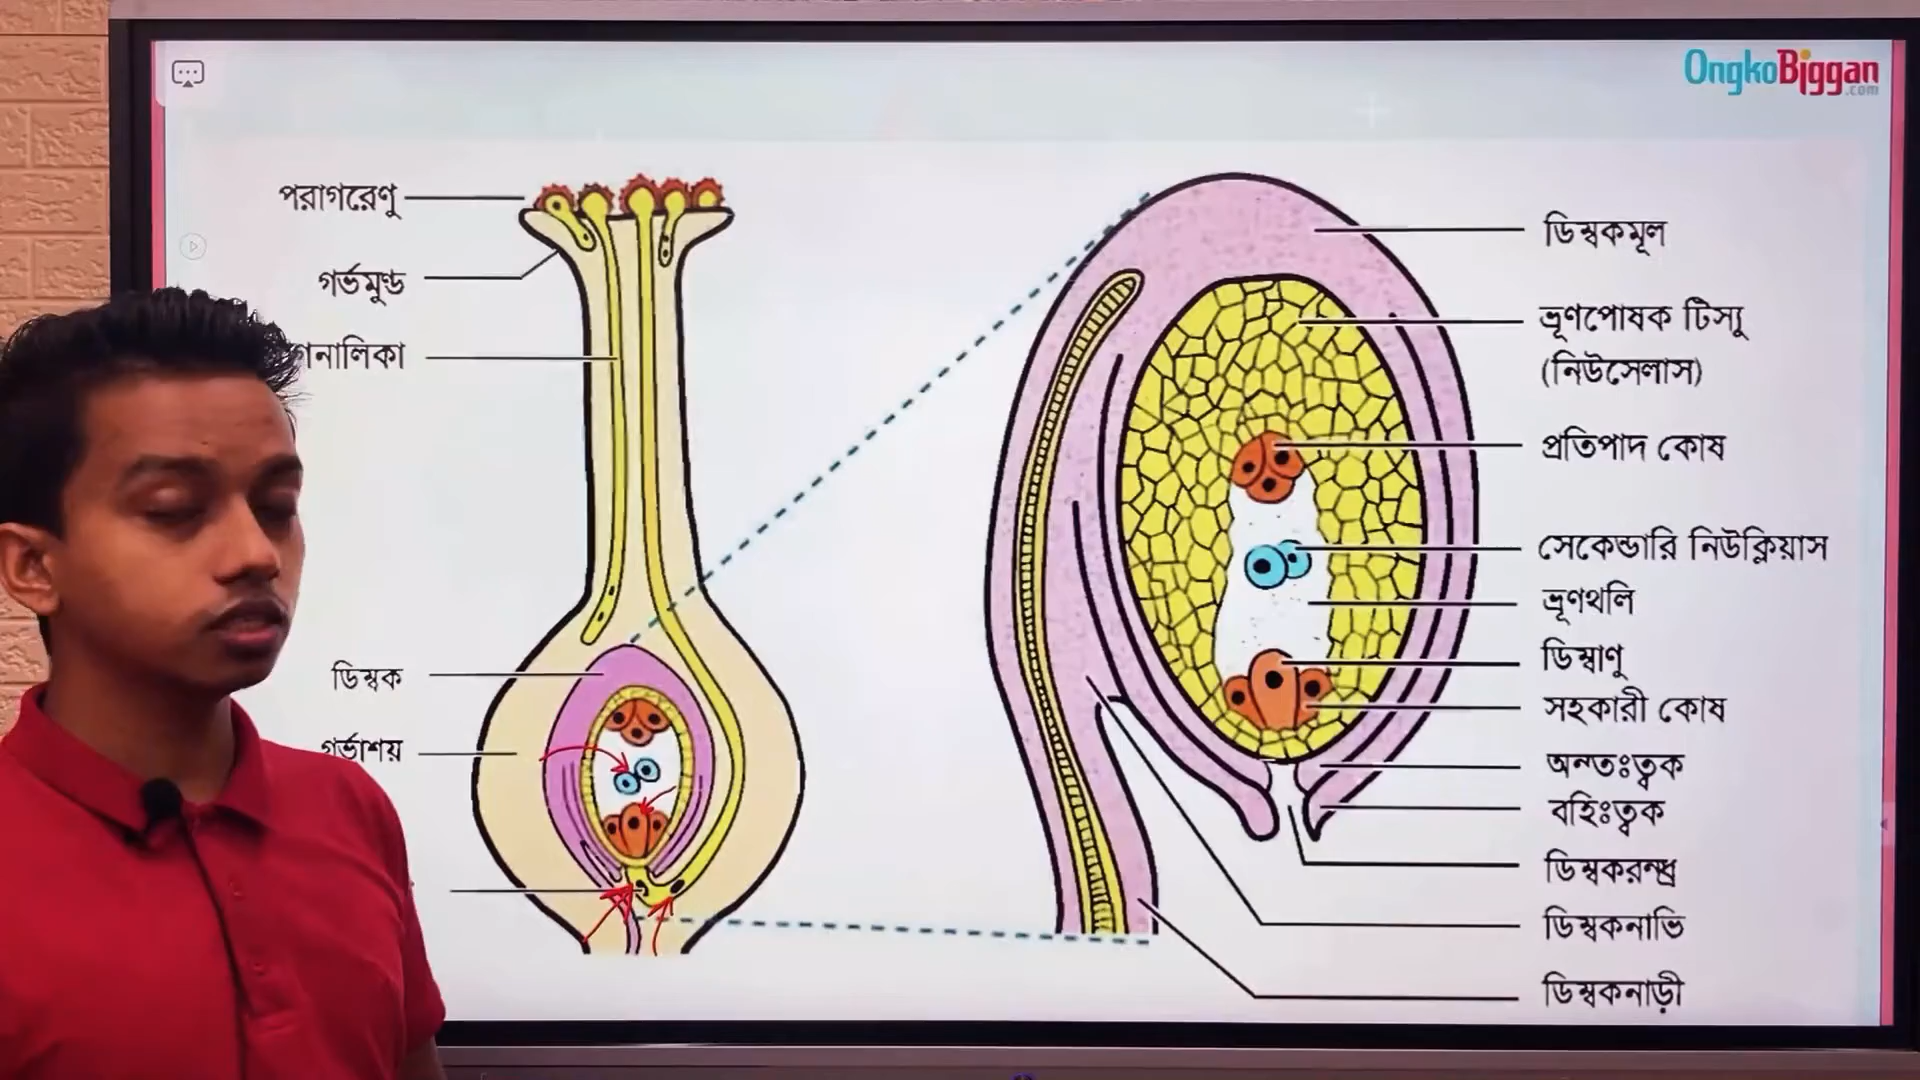 OngkoBiggan
.com
পরাগরেণু
গর্ভমুণ্ড
গনালিকা
ডিম্বক
গর্ভাশয়
ডিম্বকমূল
ভ্রূণপোষক টিস্যু
(নিউসেলাস)
প্রতিপাদ কোষ
সেকেন্ডারি নিউক্লিয়াস
ভ্রূণথলি
ডিম্বাণু
সহকারী কোষ
অন্তঃত্বক
বহিঃত্বক
ডিম্বকরন্ধ্র
ডিম্বকনাভি
ডিম্বকনাড়ী